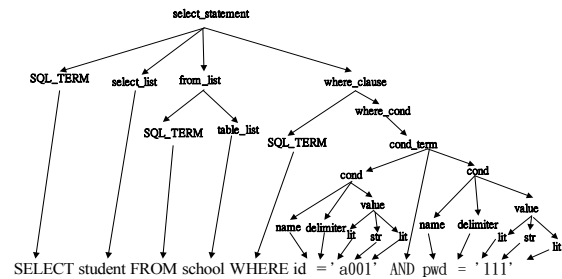 select_statement
SQL_TERM select_list from_list where_clause
where_cond
SQL_TERM table_list SQL_TERM cond_term
cond cond
value value
name delimiter lit str lit name delimiter lit str lit
SELECT student FROM school WHERE id ='a001' AND pwd ='111'